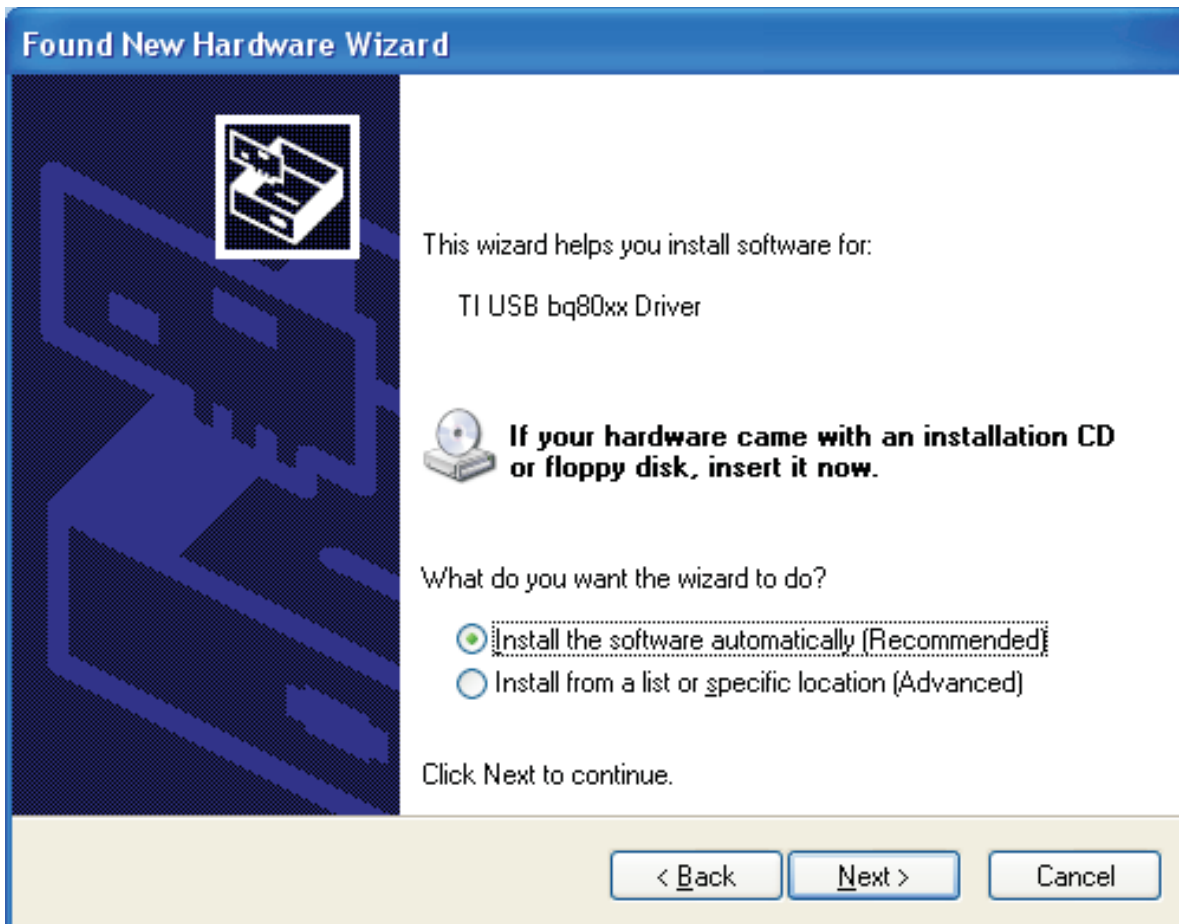 Found New Hardware Wizard
This wizard helps you install software for:
TI USB bq80xx Driver
If your hardware came with an installation CD
or floppy disk, insert it now.
What do you want the wizard to do?
Install the software automatically (Recommended)
Install from a list or specific location (Advanced)
Click Next to continue.
< Back
Next >
Cancel